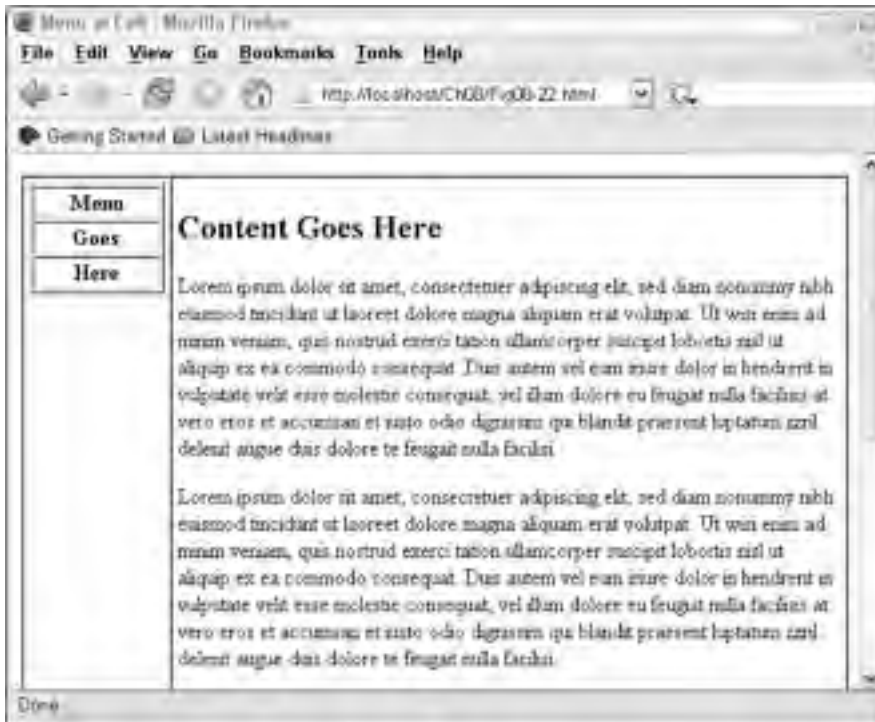 Menu at Left - Mozilla Firefox
File Edit View Go Bookmarks Tools Help
http://localhost/Ch08/Fig08-22.html
Getting Started Latest Headlines
Menu
Goes
Here
Content Goes Here
Lorem ipsum dolor sit amet, consectetuer adipiscing elit, sed diam nonummy nibh
euismod tincidunt ut laoreet dolore magna aliquam erat volutpat. Ut wisi enim ad
minim veniam, quis nostrud exerci tation ullamcorper suscipit lobortis nisl ut
aliquip ex ea commodo consequat. Duis autem vel eum iriure dolor in hendrerit in
vulputate velit esse molestie consequat, vel illum dolore eu feugiat nulla facilisis at
vero eros et accumsan et iusto odio dignissim qui blandit praesent luptatum zzril
delenit augue duis dolore te feugait nulla facilisi.
Lorem ipsum dolor sit amet, consectetuer adipiscing elit, sed diam nonummy nibh
euismod tincidunt ut laoreet dolore magna aliquam erat volutpat. Ut wisi enim ad
minim veniam, quis nostrud exerci tation ullamcorper suscipit lobortis nisl ut
aliquip ex ea commodo consequat. Duis autem vel eum iriure dolor in hendrerit in
vulputate velit esse molestie consequat, vel illum dolore eu feugiat nulla facilisis at
vero eros et accumsan et iusto odio dignissim qui blandit praesent luptatum zzril
delenit augue duis dolore te feugait nulla facilisi.
Done